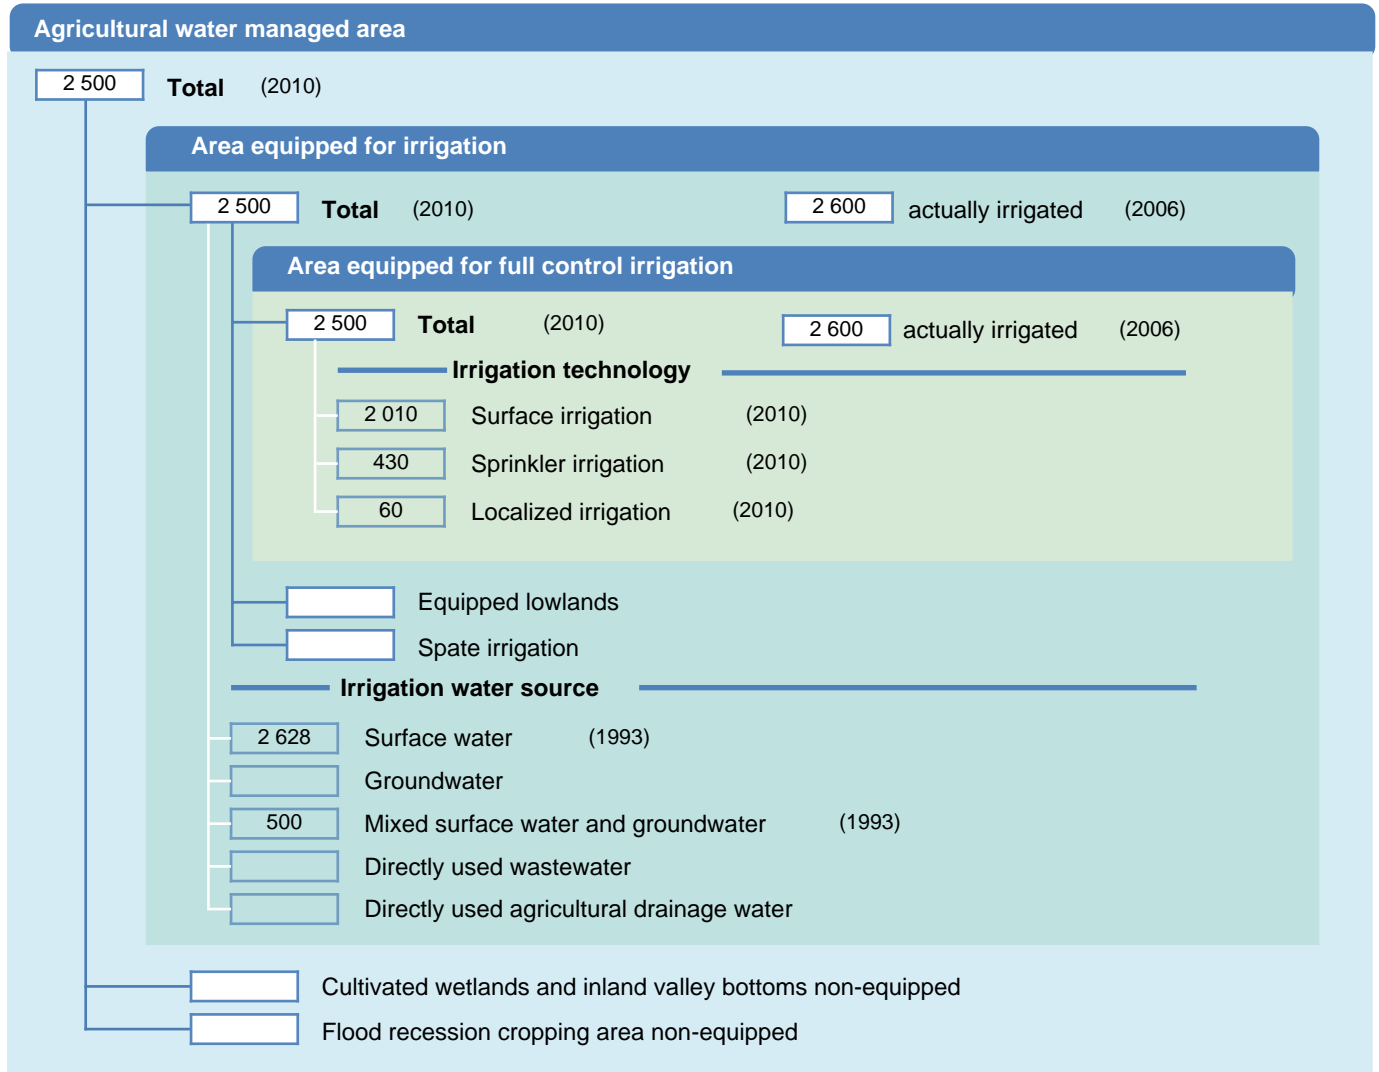 Agricultural water managed area
2 500 Total (2010)
Area equipped for irrigation
2 500 Total (2010) 2 600 actually irrigated (2006)
Area equipped for full control irrigation
2 500 Total (2010) 2 600 actually irrigated (2006)
Irrigation technology
2 010 Surface irrigation (2010)
430 Sprinkler irrigation (2010)
60 Localized irrigation (2010)
Equipped lowlands
Spate irrigation
Irrigation water source
2 628 Surface water (1993)
Groundwater
500 Mixed surface water and groundwater (1993)
Directly used wastewater
Directly used agricultural drainage water
Cultivated wetlands and inland valley bottoms non-equipped
Flood recession cropping area non-equipped